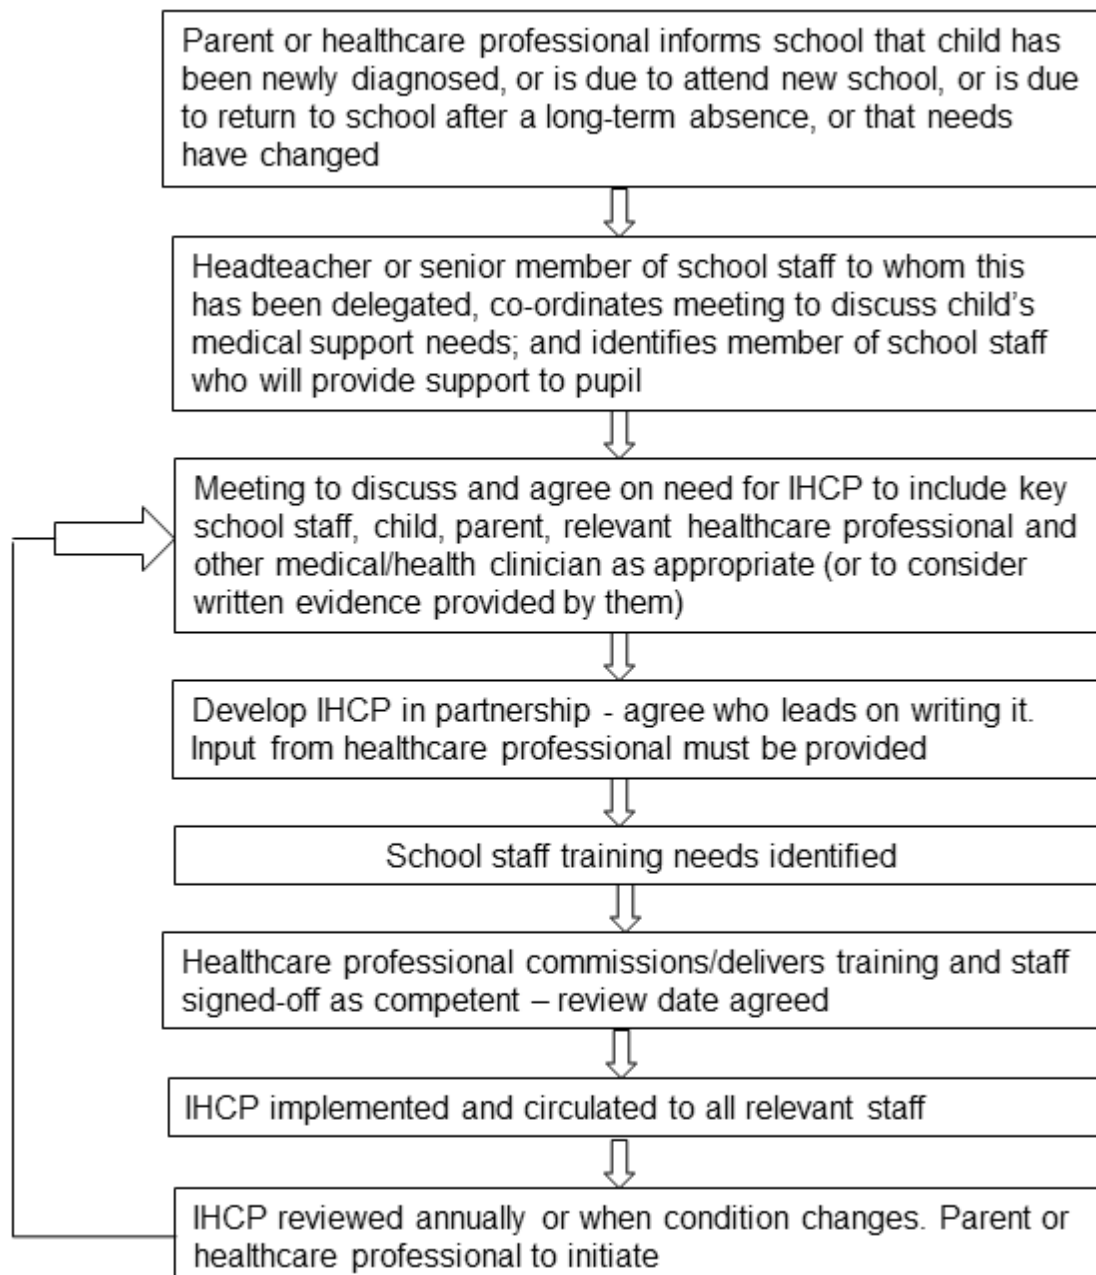 Parent or healthcare professional informs school that child has
been newly diagnosed, or is due to attend new school, or is due
to return to school after a long-term absence, or that needs
have changed
Headteacher or senior member of school staff to whom this
has been delegated, co-ordinates meeting to discuss child's
medical support needs; and identifies member of school staff
who will provide support to pupil
Meeting to discuss and agree on need for IHCP to include key
school staff, child, parent, relevant healthcare professional and
other medical/health clinician as appropriate (or to consider
written evidence provided by them)
Develop IHCP in partnership - agree who leads on writing it.
Input from healthcare professional must be provided
School staff training needs identified
Healthcare professional commissions/delivers training and staff
signed-off as competent – review date agreed
IHCP implemented and circulated to all relevant staff
IHCP reviewed annually or when condition changes. Parent or
healthcare professional to initiate